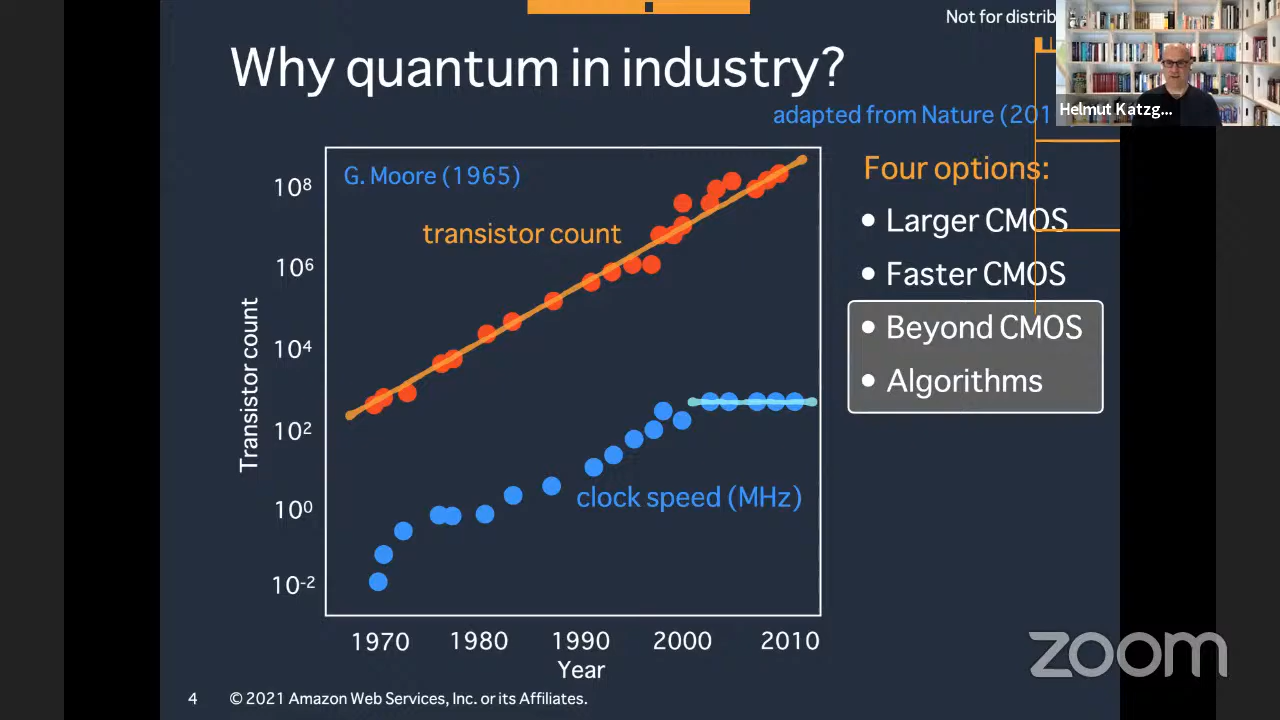 Not for distrib
Why quantum in industry?
Helmut Katzg...
adapted from Nature (201
G. Moore (1965)
transistor count
clock speed (MHz)
Transistor count
10⁸
10⁶
10⁴
10²
10⁰
10⁻²
1970 1980 1990 2000 2010
Year
Four options:
• Larger CMOS
• Faster CMOS
• Beyond CMOS
• Algorithms
zoom
4 © 2021 Amazon Web Services, Inc. or its Affiliates.